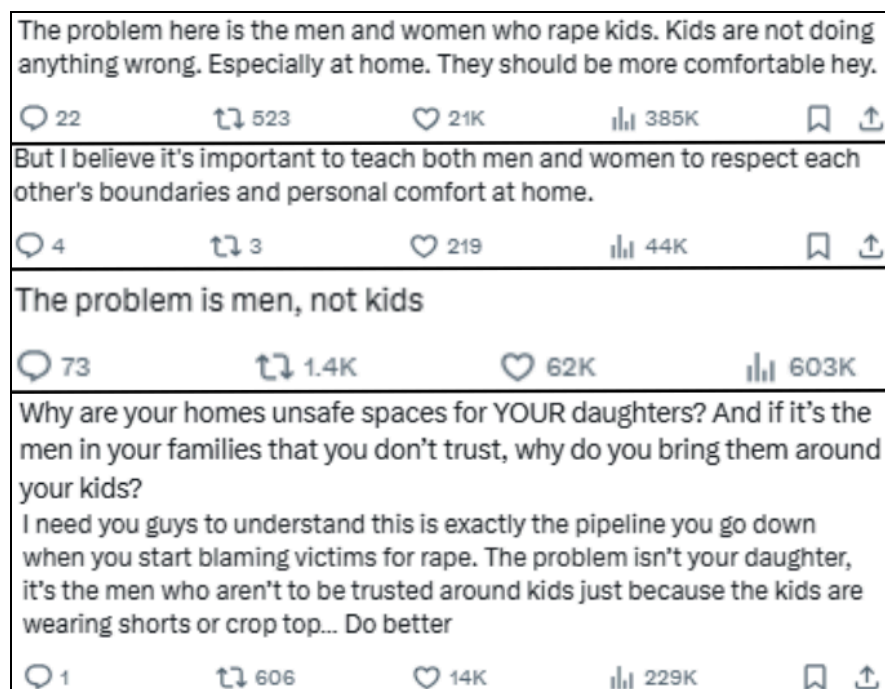 The problem here is the men and women who rape kids. Kids are not doing
anything wrong. Especially at home. They should be more comfortable hey.
22 523 21K 385K
But I believe it's important to teach both men and women to respect each
other's boundaries and personal comfort at home.
4 3 219 44K
The problem is men, not kids
73 1.4K 62K 603K
Why are your homes unsafe spaces for YOUR daughters? And if it's the
men in your families that you don't trust, why do you bring them around
your kids?
I need you guys to understand this is exactly the pipeline you go down
when you start blaming victims for rape. The problem isn't your daughter,
it's the men who aren't to be trusted around kids just because the kids are
wearing shorts or crop top... Do better
1 606 14K 229K